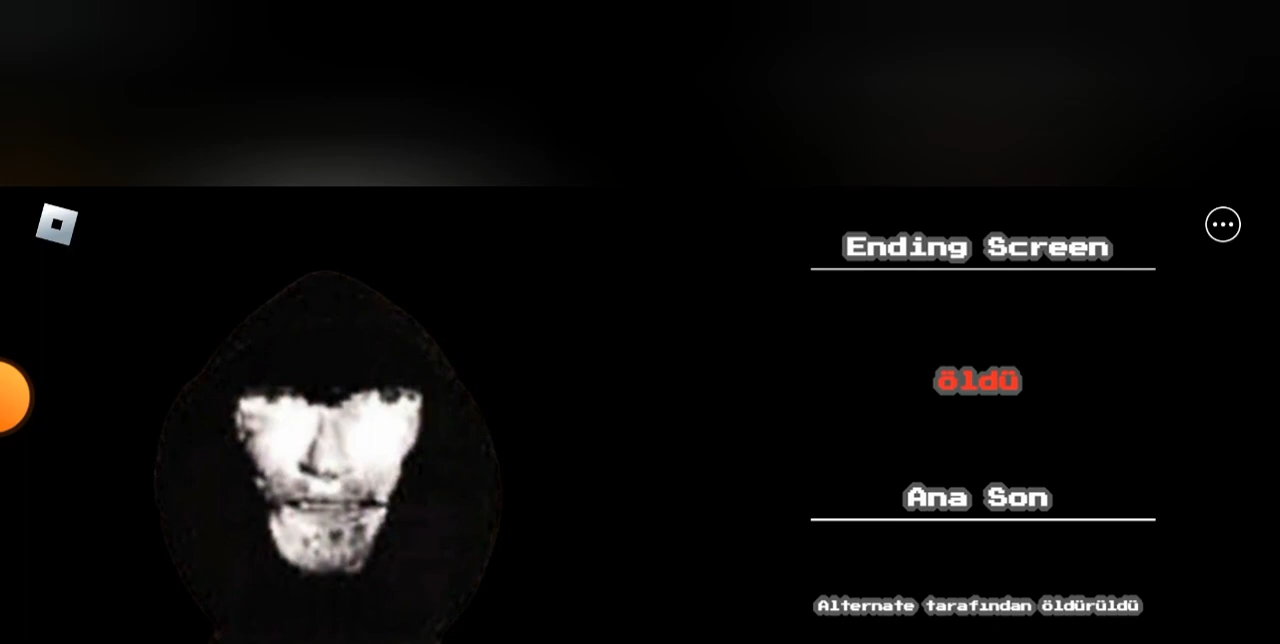 Ending Screen
öldü
Ana Son
Alternate tarafından öldürüldü